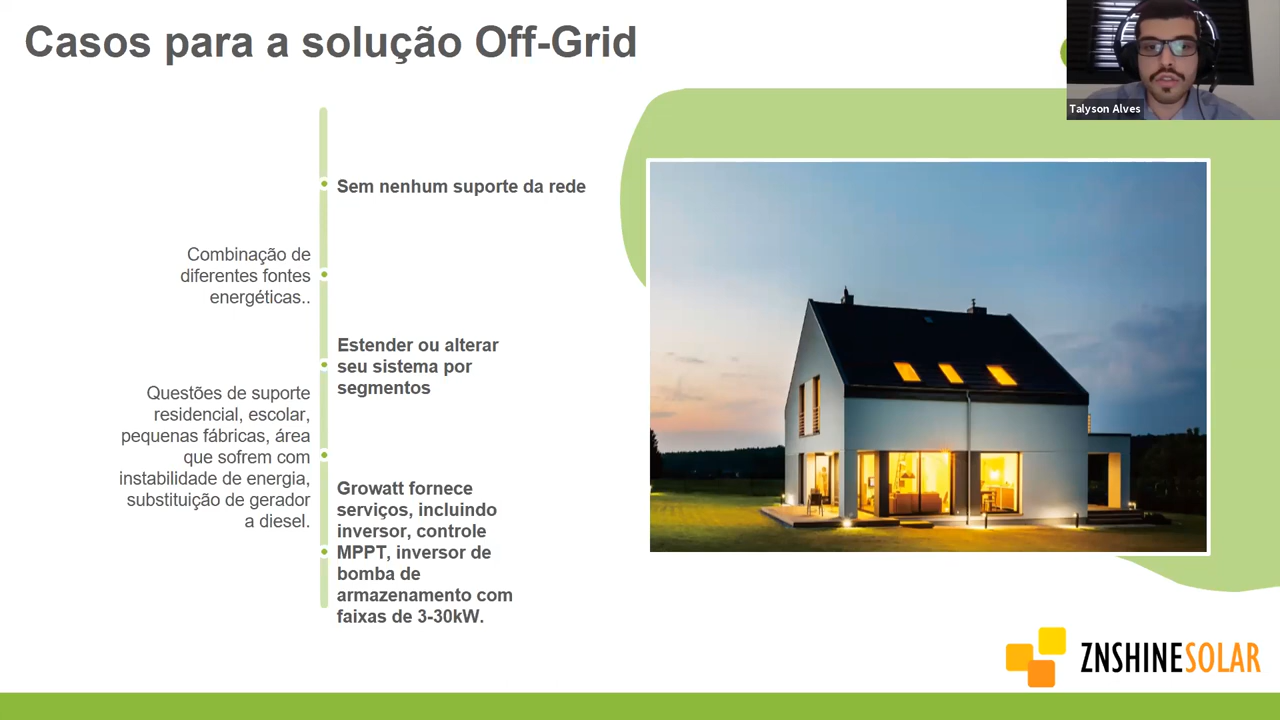 Casos para a solução Off-Grid
Talyson Alves
Sem nenhum suporte da rede
Combinação de
diferentes fontes
energéticas..
Estender ou alterar
seu sistema por
segmentos
Questões de suporte
residencial, escolar,
pequenas fábricas, área
que sofrem com
instabilidade de energia,
substituição de gerador
a diesel.
Growatt fornece
serviços, incluindo
inversor, controle
MPPT, inversor de
bomba de
armazenamento com
faixas de 3-30kW.
ZNSHINESOLAR